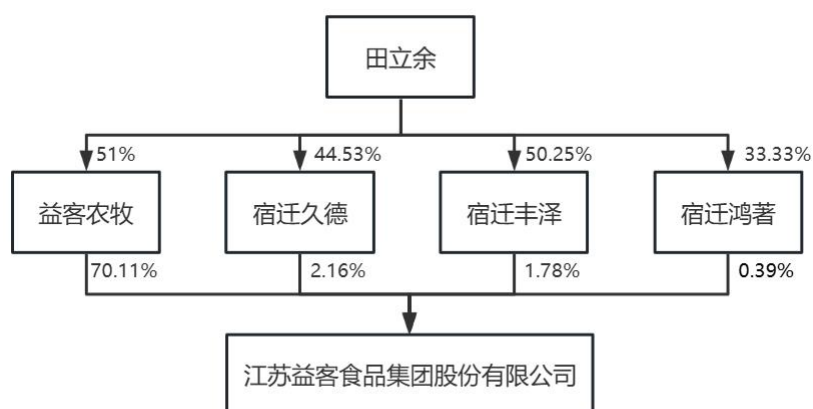 田立余
51%
44.53%
50.25%
33.33%
益客农牧
宿迁久德
宿迁丰泽
宿迁鸿著
70.11%
2.16%
1.78%
0.39%
江苏益客食品集团股份有限公司